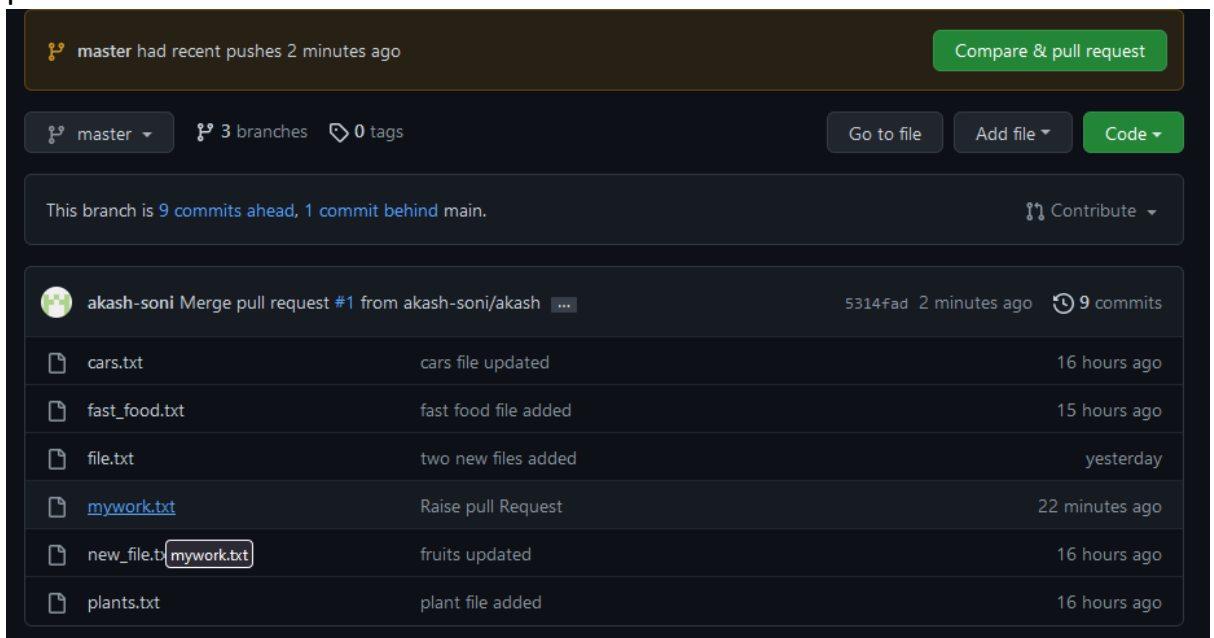 master had recent pushes 2 minutes ago Compare & pull request
master 3 branches 0 tags Go to file Add file Code
This branch is 9 commits ahead, 1 commit behind main. Contribute
akash-soni Merge pull request #1 from akash-soni/akash ... 5314fad 2 minutes ago 9 commits
cars.txt cars file updated 16 hours ago
fast_food.txt fast food file added 15 hours ago
file.txt two new files added yesterday
mywork.txt Raise pull Request 22 minutes ago
new_file.tx mywork.txt fruits updated 16 hours ago
plants.txt plant file added 16 hours ago